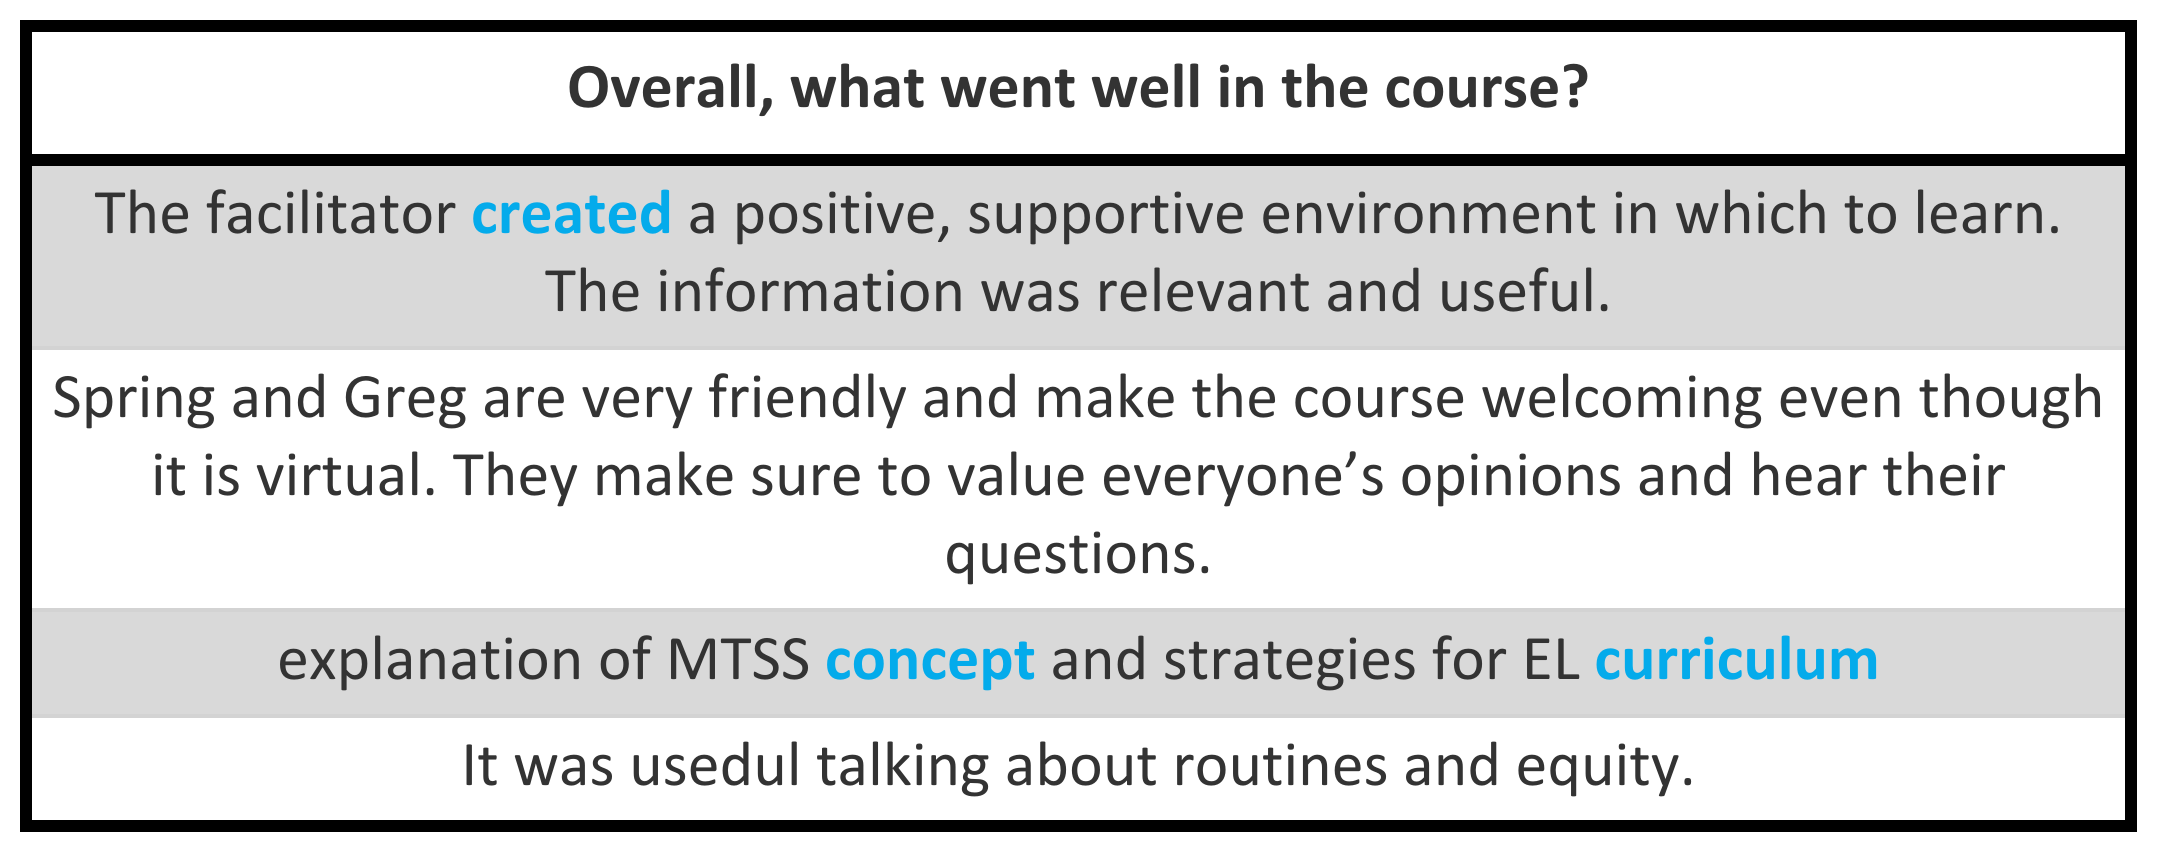 Overall, what went well in the course?
The facilitator created a positive, supportive environment in which to learn.
The information was relevant and useful.
Spring and Greg are very friendly and make the course welcoming even though
it is virtual. They make sure to value everyone’s opinions and hear their
questions.
explanation of MTSS concept and strategies for EL curriculum
It was usedul talking about routines and equity.